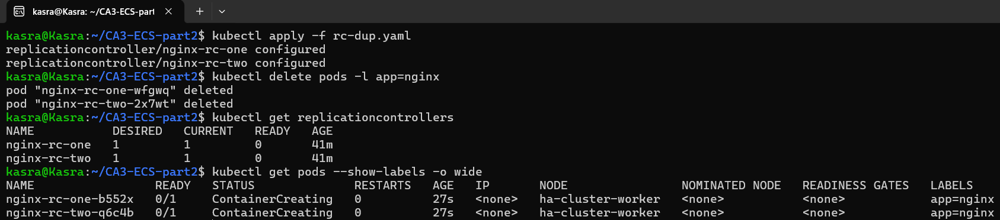 kasra@Kasra: ~/CA3-ECS-part
kasra@Kasra:~/CA3-ECS-part2$ kubectl apply -f rc-dup.yaml
replicationcontroller/nginx-rc-one configured
replicationcontroller/nginx-rc-two configured
kasra@Kasra:~/CA3-ECS-part2$ kubectl delete pods -l app=nginx
pod "nginx-rc-one-wfgwq" deleted
pod "nginx-rc-two-2x7wt" deleted
kasra@Kasra:~/CA3-ECS-part2$ kubectl get replicationcontrollers
NAME           DESIRED   CURRENT   READY   AGE
nginx-rc-one   1         1         0       41m
nginx-rc-two   1         1         0       41m
kasra@Kasra:~/CA3-ECS-part2$ kubectl get pods --show-labels -o wide
NAME                 READY   STATUS              RESTARTS   AGE   IP       NODE                NOMINATED NODE   READINESS GATES   LABELS
nginx-rc-one-b552x   0/1     ContainerCreating   0          27s   <none>   ha-cluster-worker   <none>           <none>            app=nginx
nginx-rc-two-q6c4b   0/1     ContainerCreating   0          27s   <none>   ha-cluster-worker   <none>           <none>            app=nginx